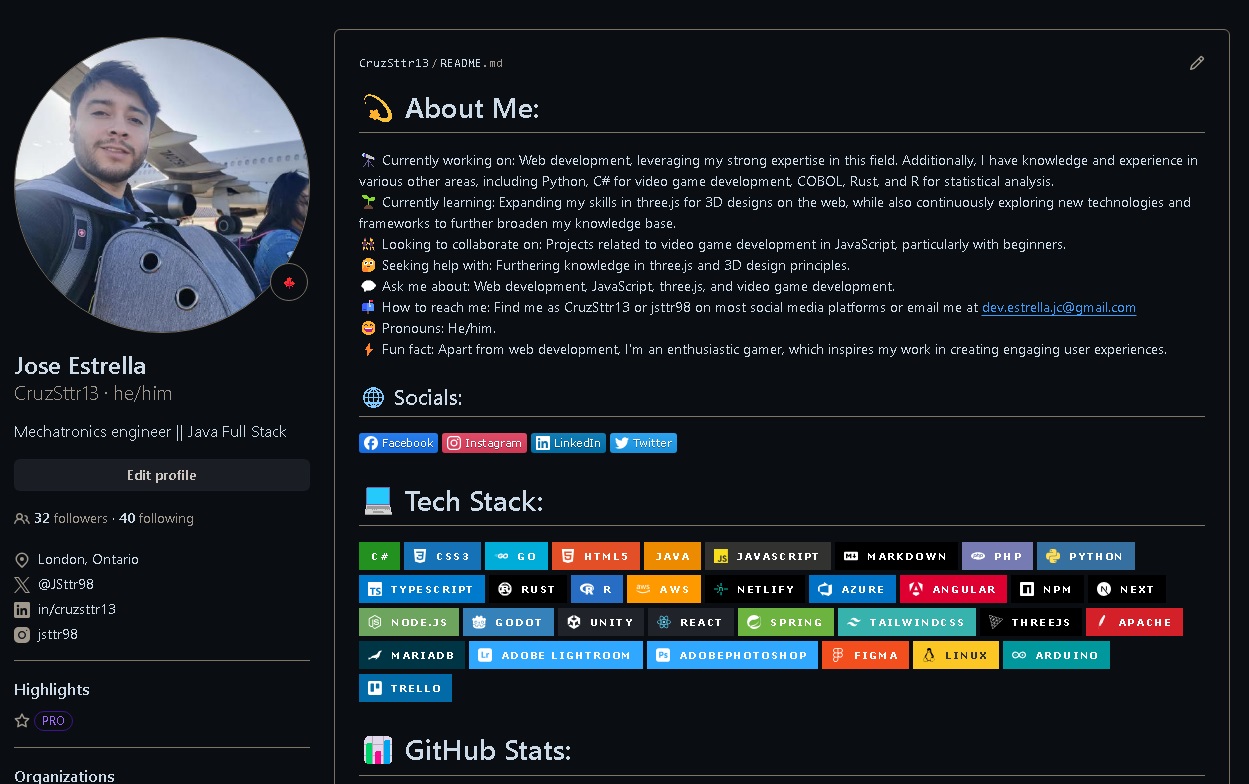 Jose Estrella
CruzSttr13 · he/him
Mechatronics engineer || Java Full Stack
Edit profile
32 followers · 40 following
London, Ontario
@JSttr98
in/cruzsttr13
jsttr98
Highlights
PRO
Organizations
CruzSttr13/README.md
About Me:
Currently working on: Web development, leveraging my strong expertise in this field. Additionally, I have knowledge and experience in
various other areas, including Python, C# for video game development, COBOL, Rust, and R for statistical analysis.
Currently learning: Expanding my skills in three.js for 3D designs on the web, while also continuously exploring new technologies and
frameworks to further broaden my knowledge base.
Looking to collaborate on: Projects related to video game development in JavaScript, particularly with beginners.
Seeking help with: Furthering knowledge in three.js and 3D design principles.
Ask me about: Web development, JavaScript, three.js, and video game development.
How to reach me: Find me as CruzSttr13 or jsttr98 on most social media platforms or email me at dev.estrella.jc@gmail.com
Pronouns: He/him.
Fun fact: Apart from web development, I'm an enthusiastic gamer, which inspires my work in creating engaging user experiences.
Socials:
Facebook Instagram LinkedIn Twitter
Tech Stack:
C# CSS3 GO HTML5 JAVA JAVASCRIPT MARKDOWN PHP PYTHON
TYPESCRIPT RUST R AWS NETLIFY AZURE ANGULAR NPM NEXT
NODE.JS GODOT UNITY REACT SPRING TAILWINDCSS THREEJS APACHE
MARIADB ADOBE LIGHTROOM ADOBEPHOTOSHOP FIGMA LINUX ARDUINO
TRELLO
GitHub Stats: